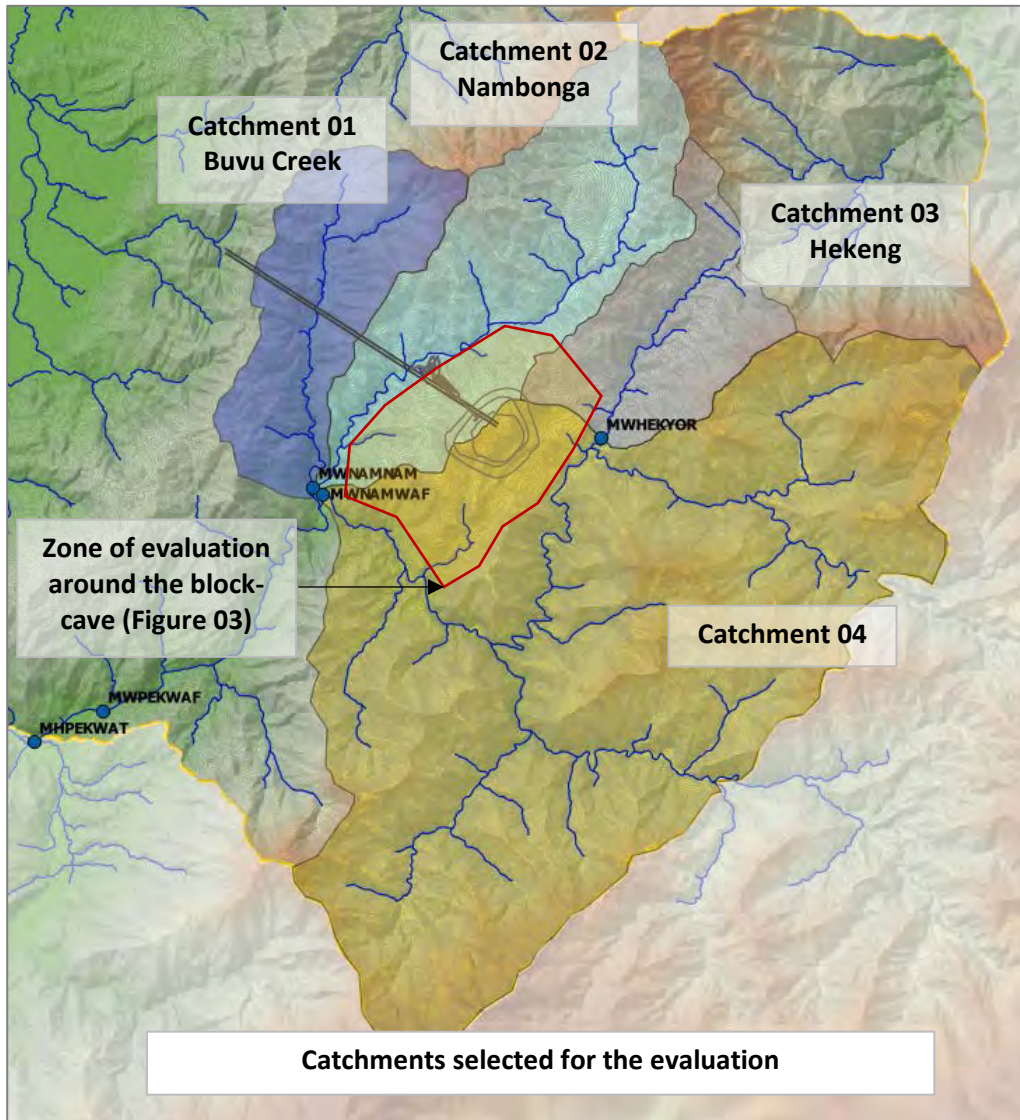 Catchment 02
Nambonga
Catchment 01
Buvu Creek
Catchment 03
Hekeng
MWHEKYOR
MWNAMNAM
MWNAMWAF
Zone of evaluation
around the block-
cave (Figure 03)
Catchment 04
MWPEKWAF
MHPEKWAT
Catchments selected for the evaluation